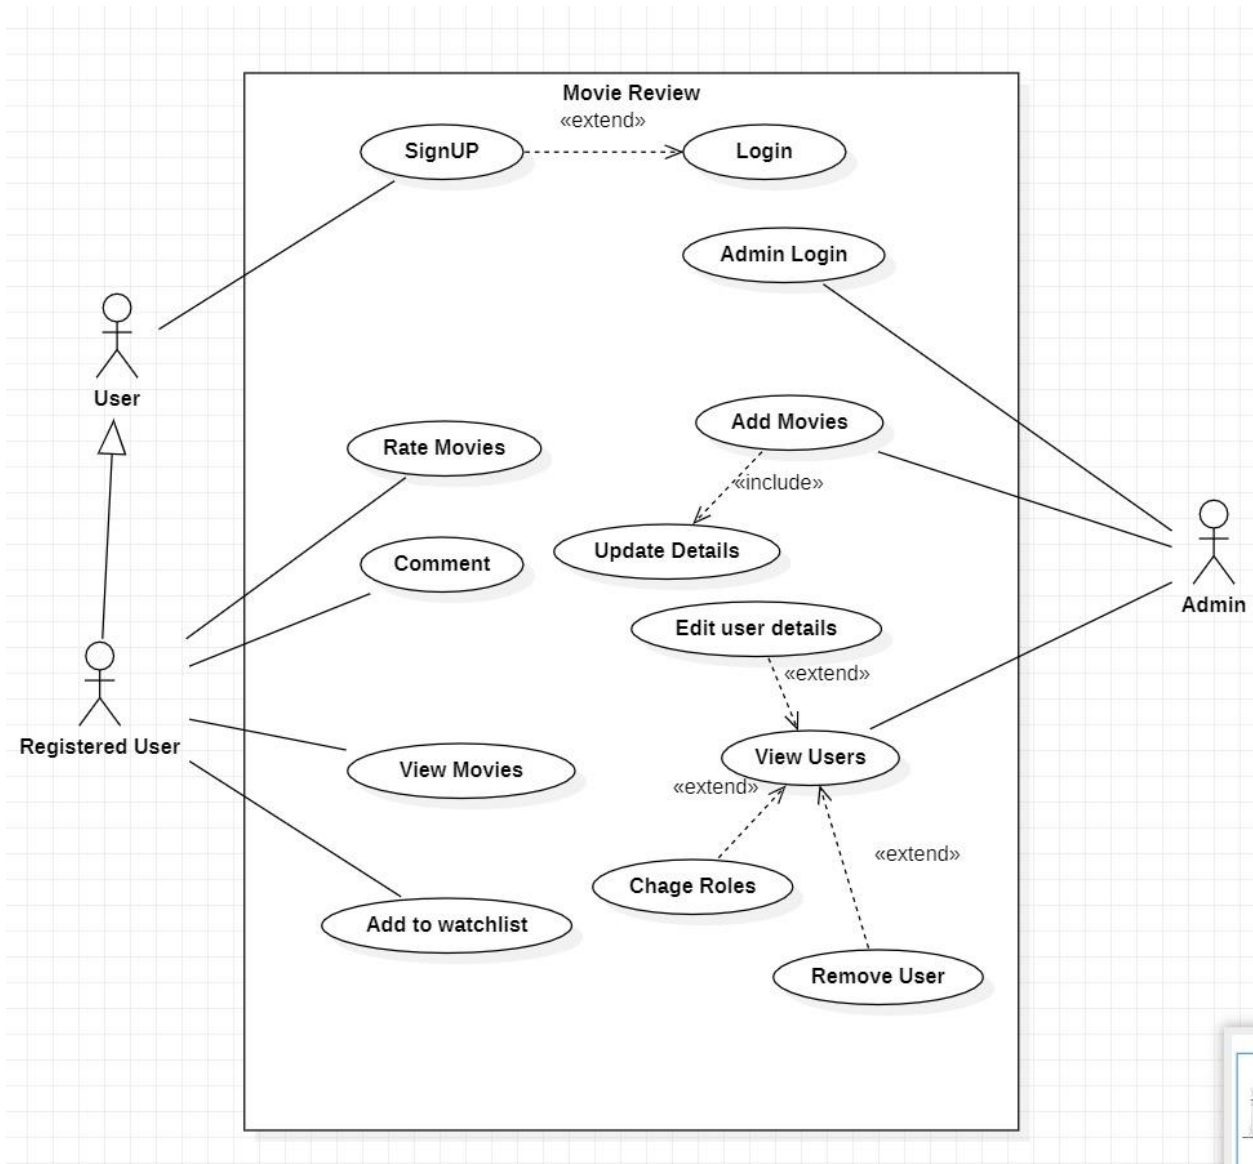 Movie Review
«extend»
SignUP
Login
Admin Login
User
Rate Movies
Add Movies
«include»
Comment
Update Details
Admin
Edit user details
«extend»
Registered User
View Movies
View Users
«extend»
«extend»
Chage Roles
Add to watchlist
Remove User